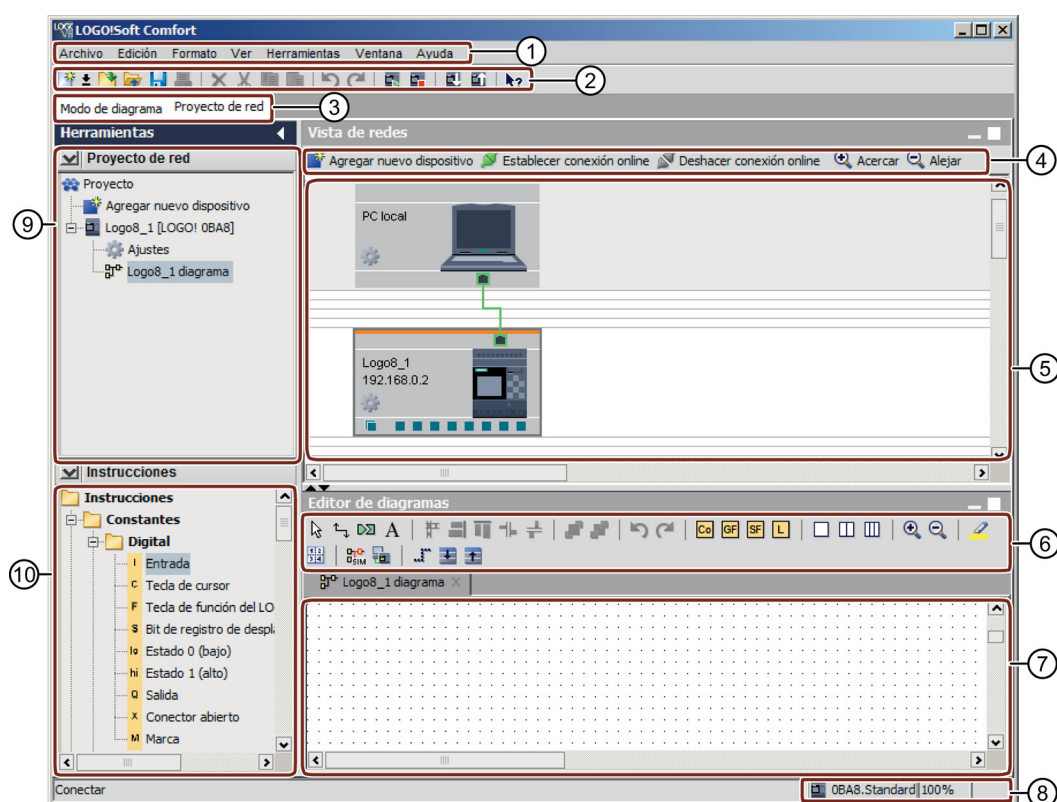 LOGO!Soft Comfort
Archivo Edición Formato Ver Herramientas Ventana Ayuda
1
2
Modo de diagrama Proyecto de red
3
Herramientas
Vista de redes
Proyecto de red
Agregar nuevo dispositivo Establecer conexión online Deshacer conexión online Acercar Alejar
4
Proyecto
Agregar nuevo dispositivo
Logo8_1 [LOGO! 0BA8]
Ajustes
Logo8_1 diagrama
9
PC local
Logo8_1
192.168.0.2
5
Instrucciones
Instrucciones
Constantes
Digital
I Entrada
C Tecla de cursor
F Tecla de función del LO
S Bit de registro de despl
lo Estado 0 (bajo)
hi Estado 1 (alto)
Q Salida
X Conector abierto
M Marca
10
Editor de diagramas
A Co GF SF L
SIM
6
Logo8_1 diagrama
7
Conectar
0BA8.Standard 100%
8